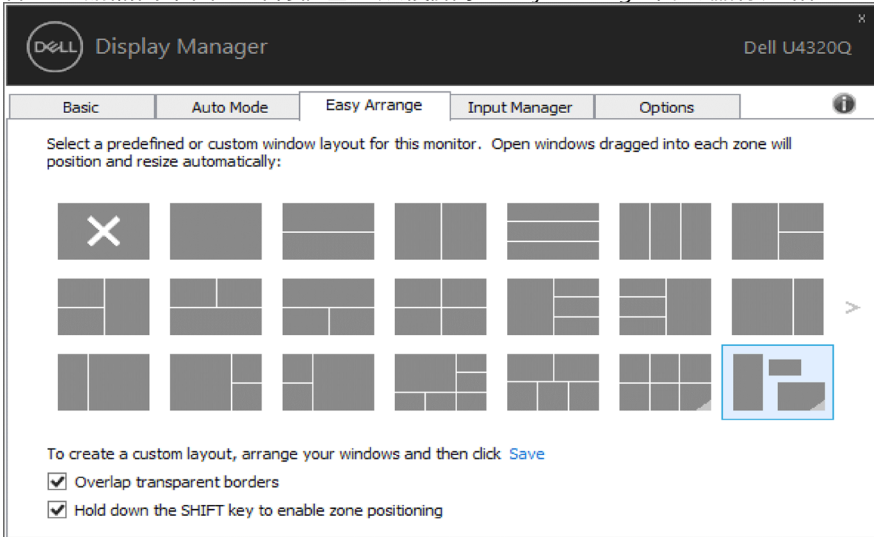 DELL Display Manager
x
Dell U4320Q
Basic Auto Mode Easy Arrange Input Manager Options
Select a predefined or custom window layout for this monitor. Open windows dragged into each zone will
position and resize automatically:
>
To create a custom layout, arrange your windows and then click Save
Overlap transparent borders
Hold down the SHIFT key to enable zone positioning